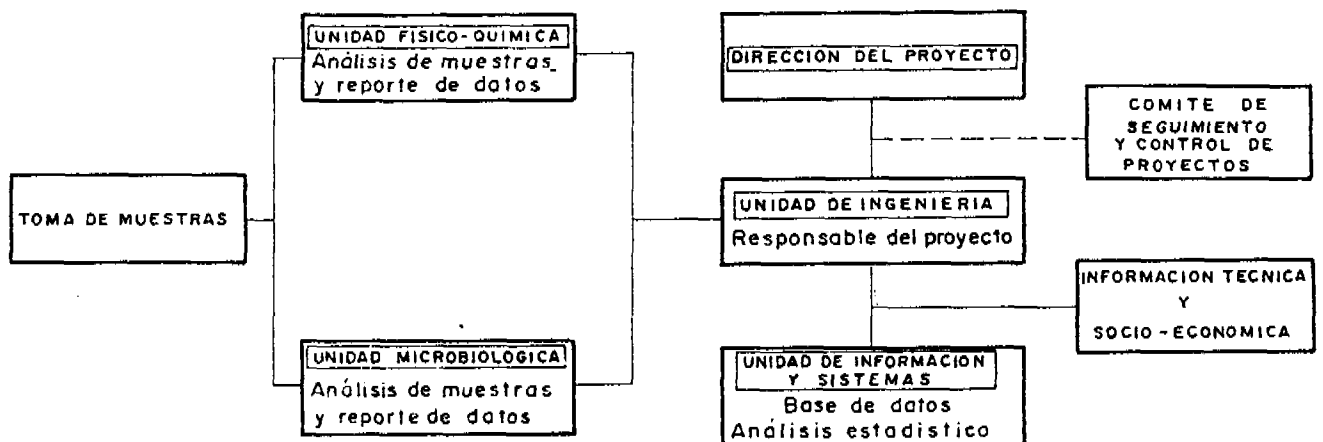 TOMA DE MUESTRAS
UNIDAD FISICO-QUIMICA
Análisis de muestras
y reporte de datos
UNIDAD MICROBIOLOGICA
Análisis de muestras
y reporte de datos
DIRECCION DEL PROYECTO
COMITE DE
SEGUIMIENTO
Y CONTROL DE
PROYECTOS
UNIDAD DE INGENIERIA
Responsable del proyecto
INFORMACION TECNICA
Y
SOCIO-ECONOMICA
UNIDAD DE INFORMACION
Y SISTEMAS
Base de datos
Análisis estadistico